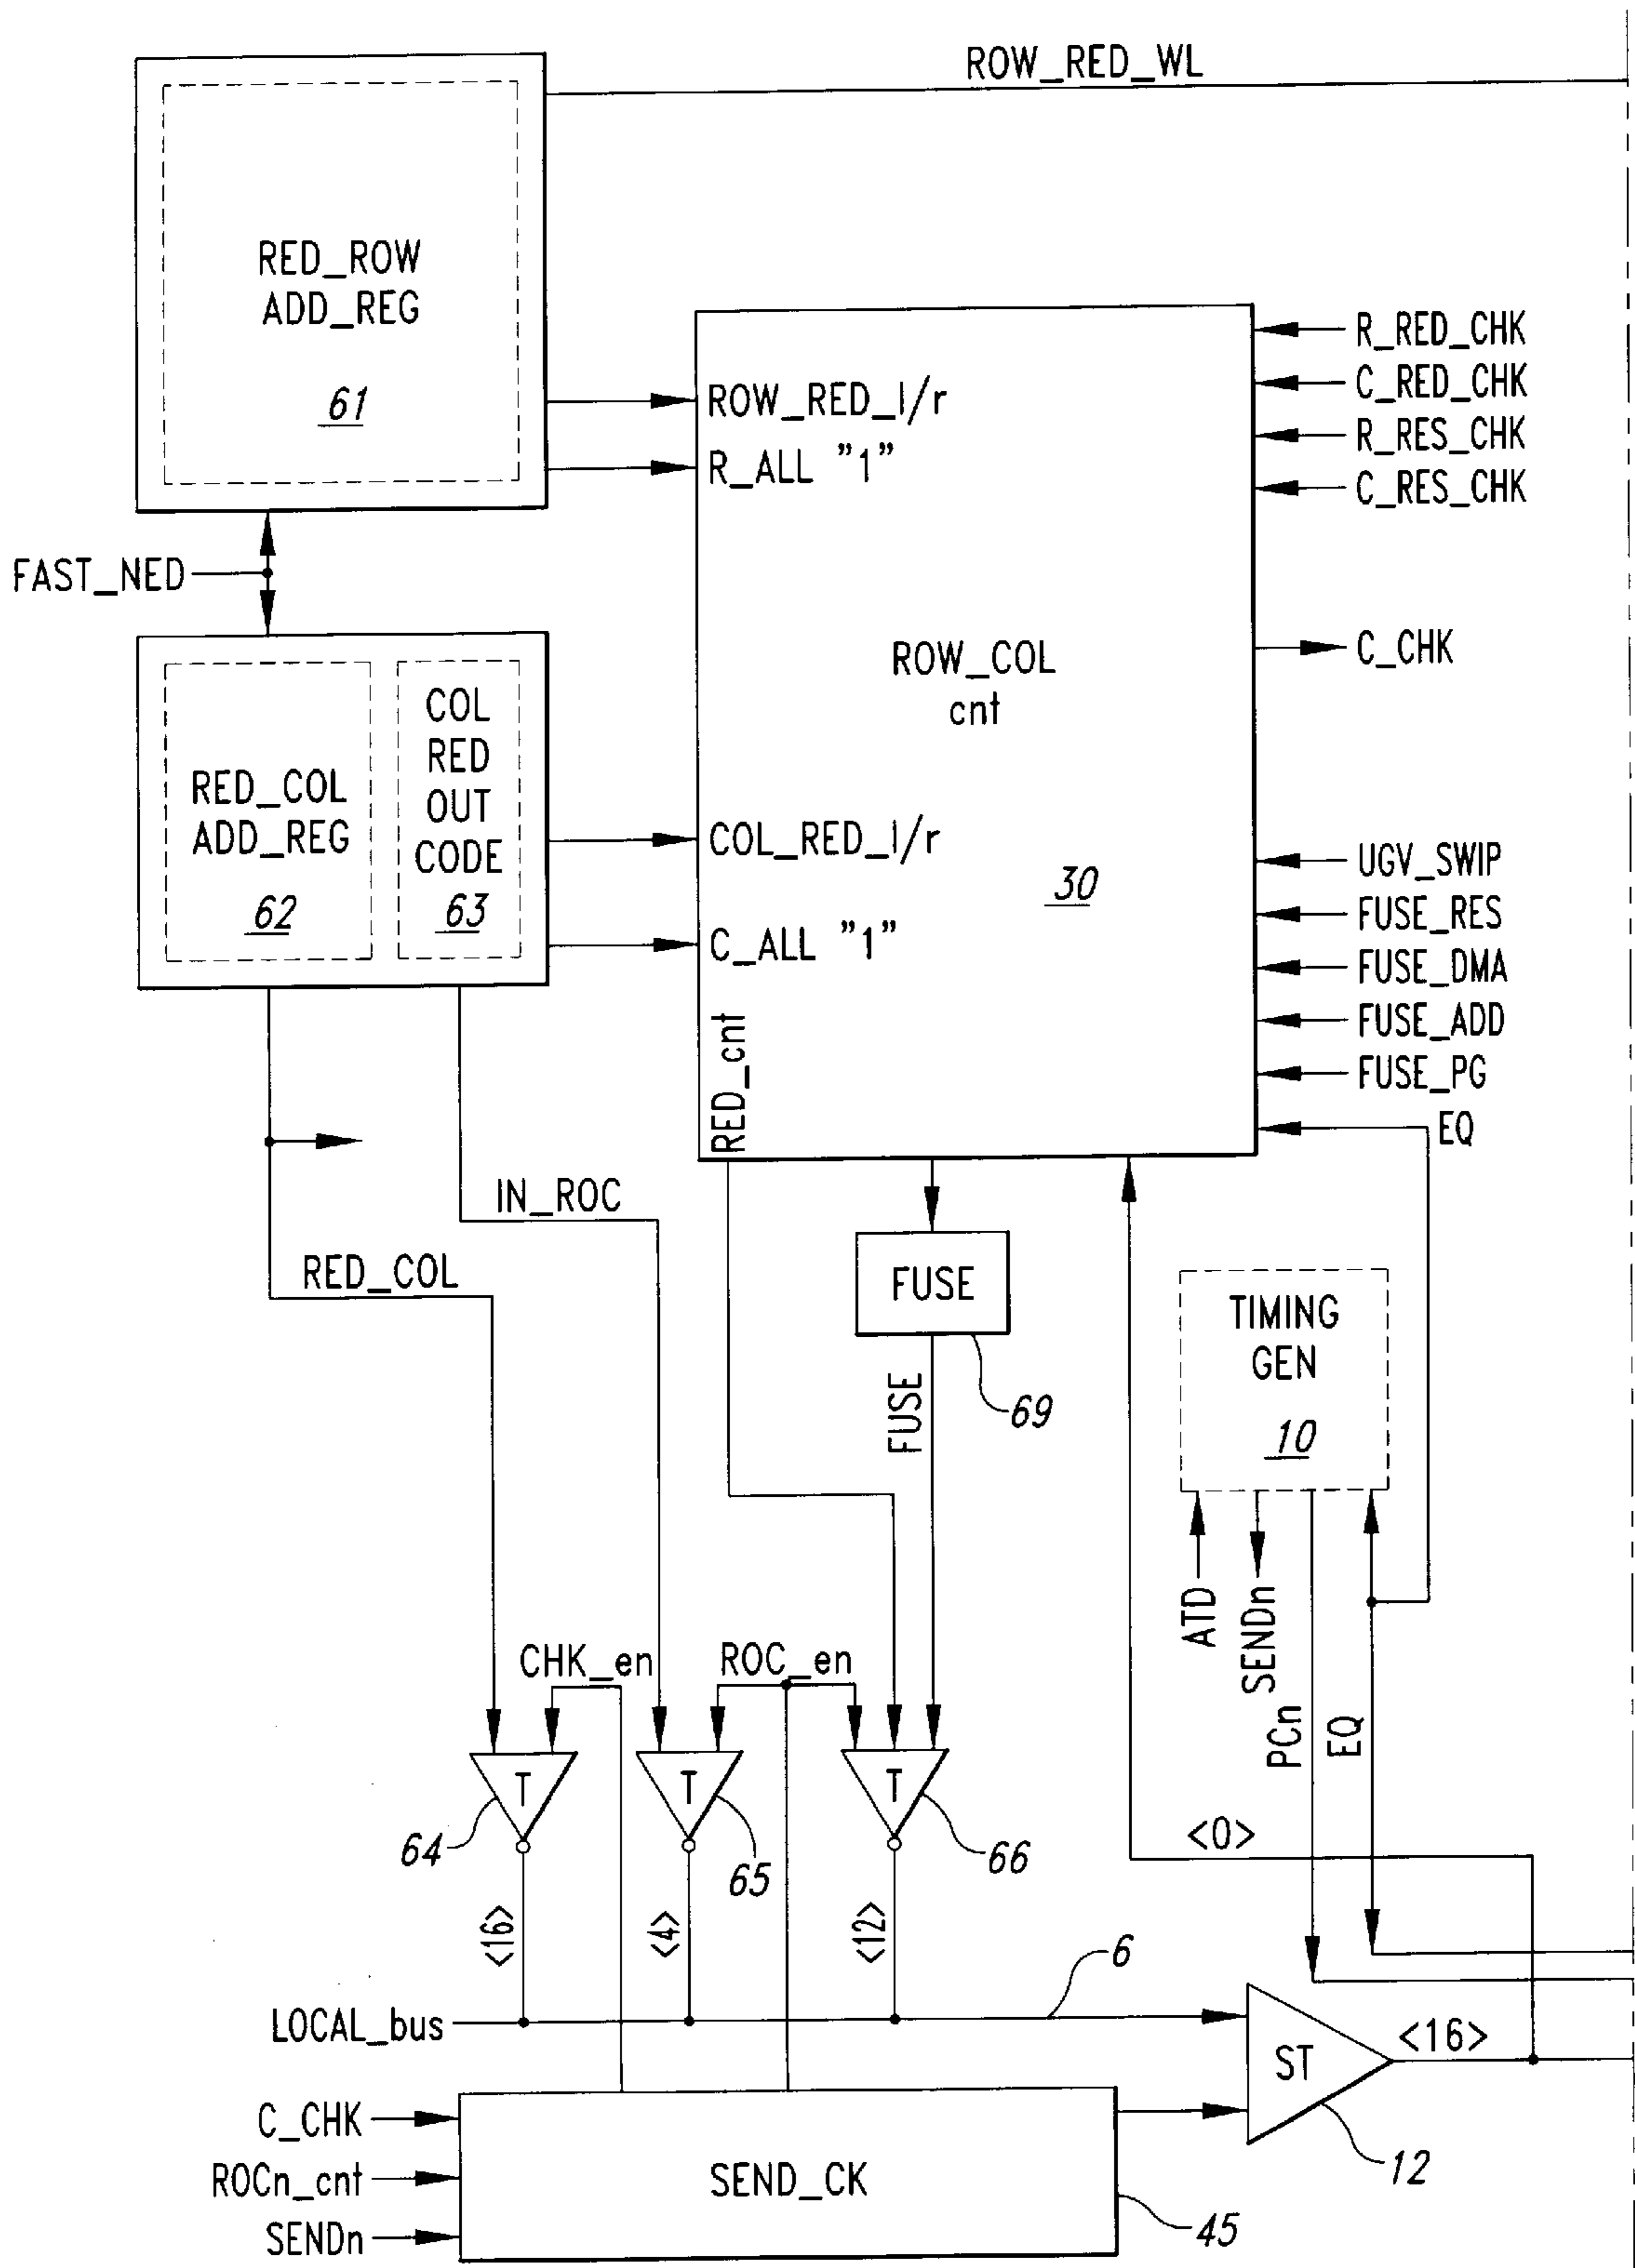 ROW_RED_WL
RED_ROW
ADD_REG
61
R_RED_CHK
C_RED_CHK
R_RES_CHK
C_RES_CHK
ROW_RED_l/r
R_ALL "1"
FAST_NED
ROW_COL
cnt
30
C_CHK
RED_COL
ADD_REG
62
COL
RED
OUT
CODE
63
COL_RED_l/r
C_ALL "1"
UGV_SWIP
FUSE_RES
FUSE_DMA
FUSE_ADD
FUSE_PG
EQ
RED_cnt
IN_ROC
RED_COL
FUSE
69
FUSE
TIMING
GEN
10
ATD
SENDn
PCn
EQ
CHK_en
ROC_en
T
T
T
64
65
66
<0>
<16>
<4>
<12>
6
LOCAL_bus
ST
<16>
12
C_CHK
ROCn_cnt
SENDn
SEND_CK
45